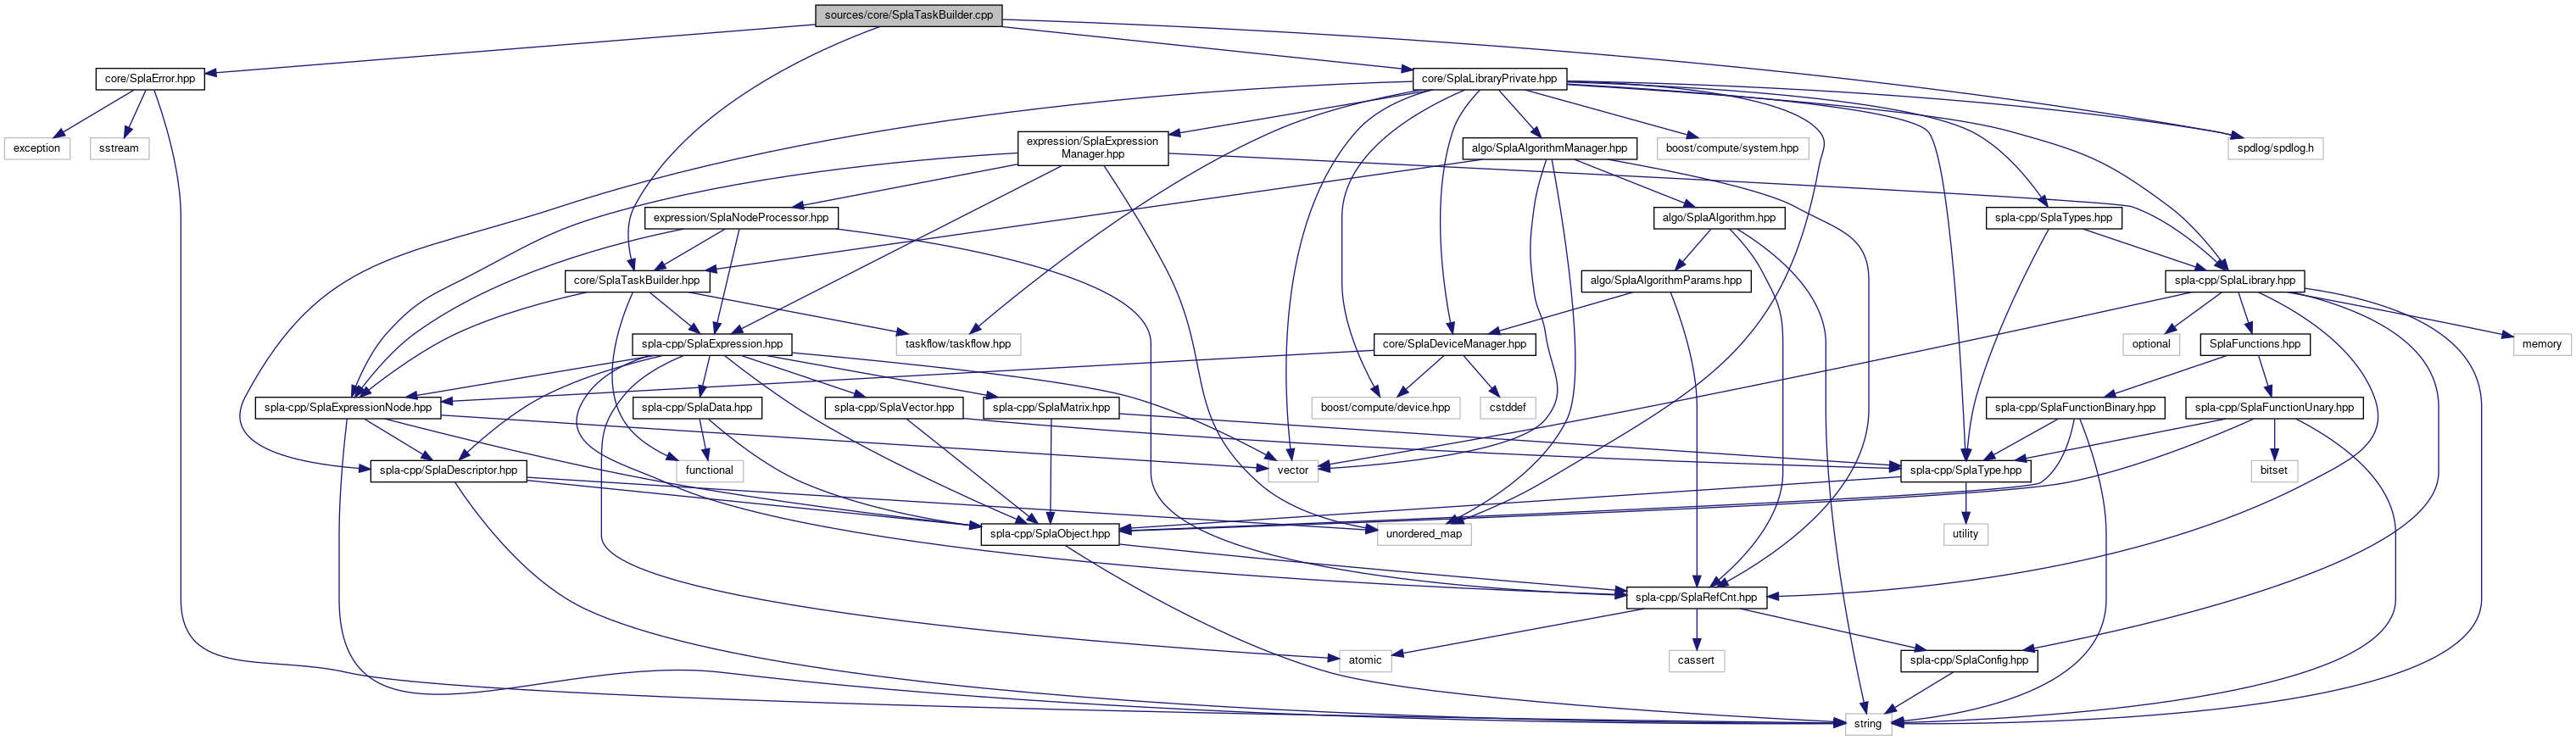 sources/core/SplaTaskBuilder.cpp
core/SplaError.hpp
core/SplaLibraryPrivate.hpp
exception
sstream
expression/SplaExpression
Manager.hpp
algo/SplaAlgorithmManager.hpp
boost/compute/system.hpp
spdlog/spdlog.h
expression/SplaNodeProcessor.hpp
algo/SplaAlgorithm.hpp
spla-cpp/SplaTypes.hpp
core/SplaTaskBuilder.hpp
algo/SplaAlgorithmParams.hpp
spla-cpp/SplaLibrary.hpp
spla-cpp/SplaExpression.hpp
taskflow/taskflow.hpp
core/SplaDeviceManager.hpp
optional
SplaFunctions.hpp
memory
spla-cpp/SplaExpressionNode.hpp
spla-cpp/SplaData.hpp
spla-cpp/SplaVector.hpp
spla-cpp/SplaMatrix.hpp
boost/compute/device.hpp
cstddef
spla-cpp/SplaFunctionBinary.hpp
spla-cpp/SplaFunctionUnary.hpp
spla-cpp/SplaDescriptor.hpp
functional
vector
spla-cpp/SplaType.hpp
bitset
spla-cpp/SplaObject.hpp
unordered_map
utility
spla-cpp/SplaRefCnt.hpp
atomic
cassert
spla-cpp/SplaConfig.hpp
string